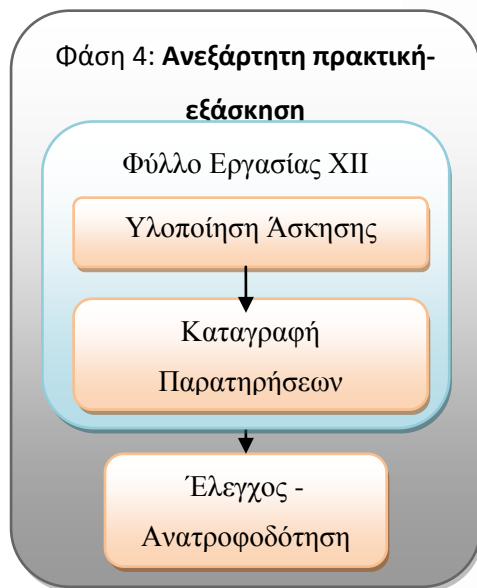 Φάση 4: Ανεξάρτητη πρακτική-
εξάσκηση
Φύλλο Εργασίας XII
Υλοποίηση Άσκησης
Καταγραφή
Παρατηρήσεων
Έλεγχος -
Ανατροφοδότηση